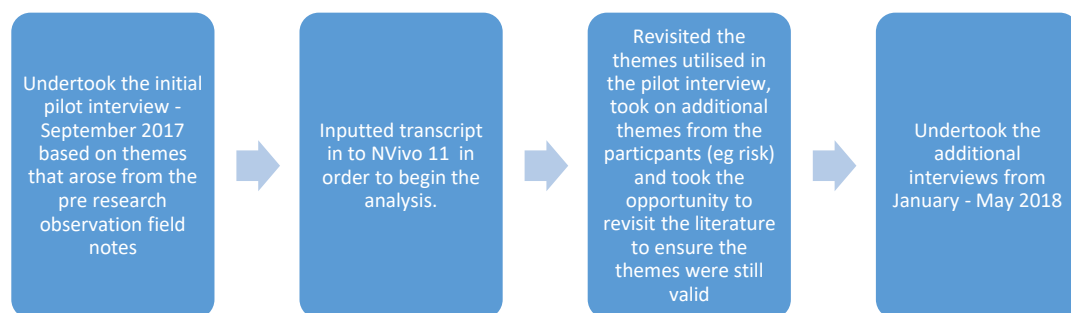 Undertook the initial
pilot interview -
September 2017
based on themes
that arose from the
pre research
observation field
notes
Inputted transcript
in to NVivo 11 in
order to begin the
analysis.
Revisited the
themes utilised in
the pilot interview,
took on additional
themes from the
particpants (eg risk)
and took the
opportunity to
revisit the literature
to ensure the
themes were still
valid
Undertook the
additional
interviews from
January - May 2018